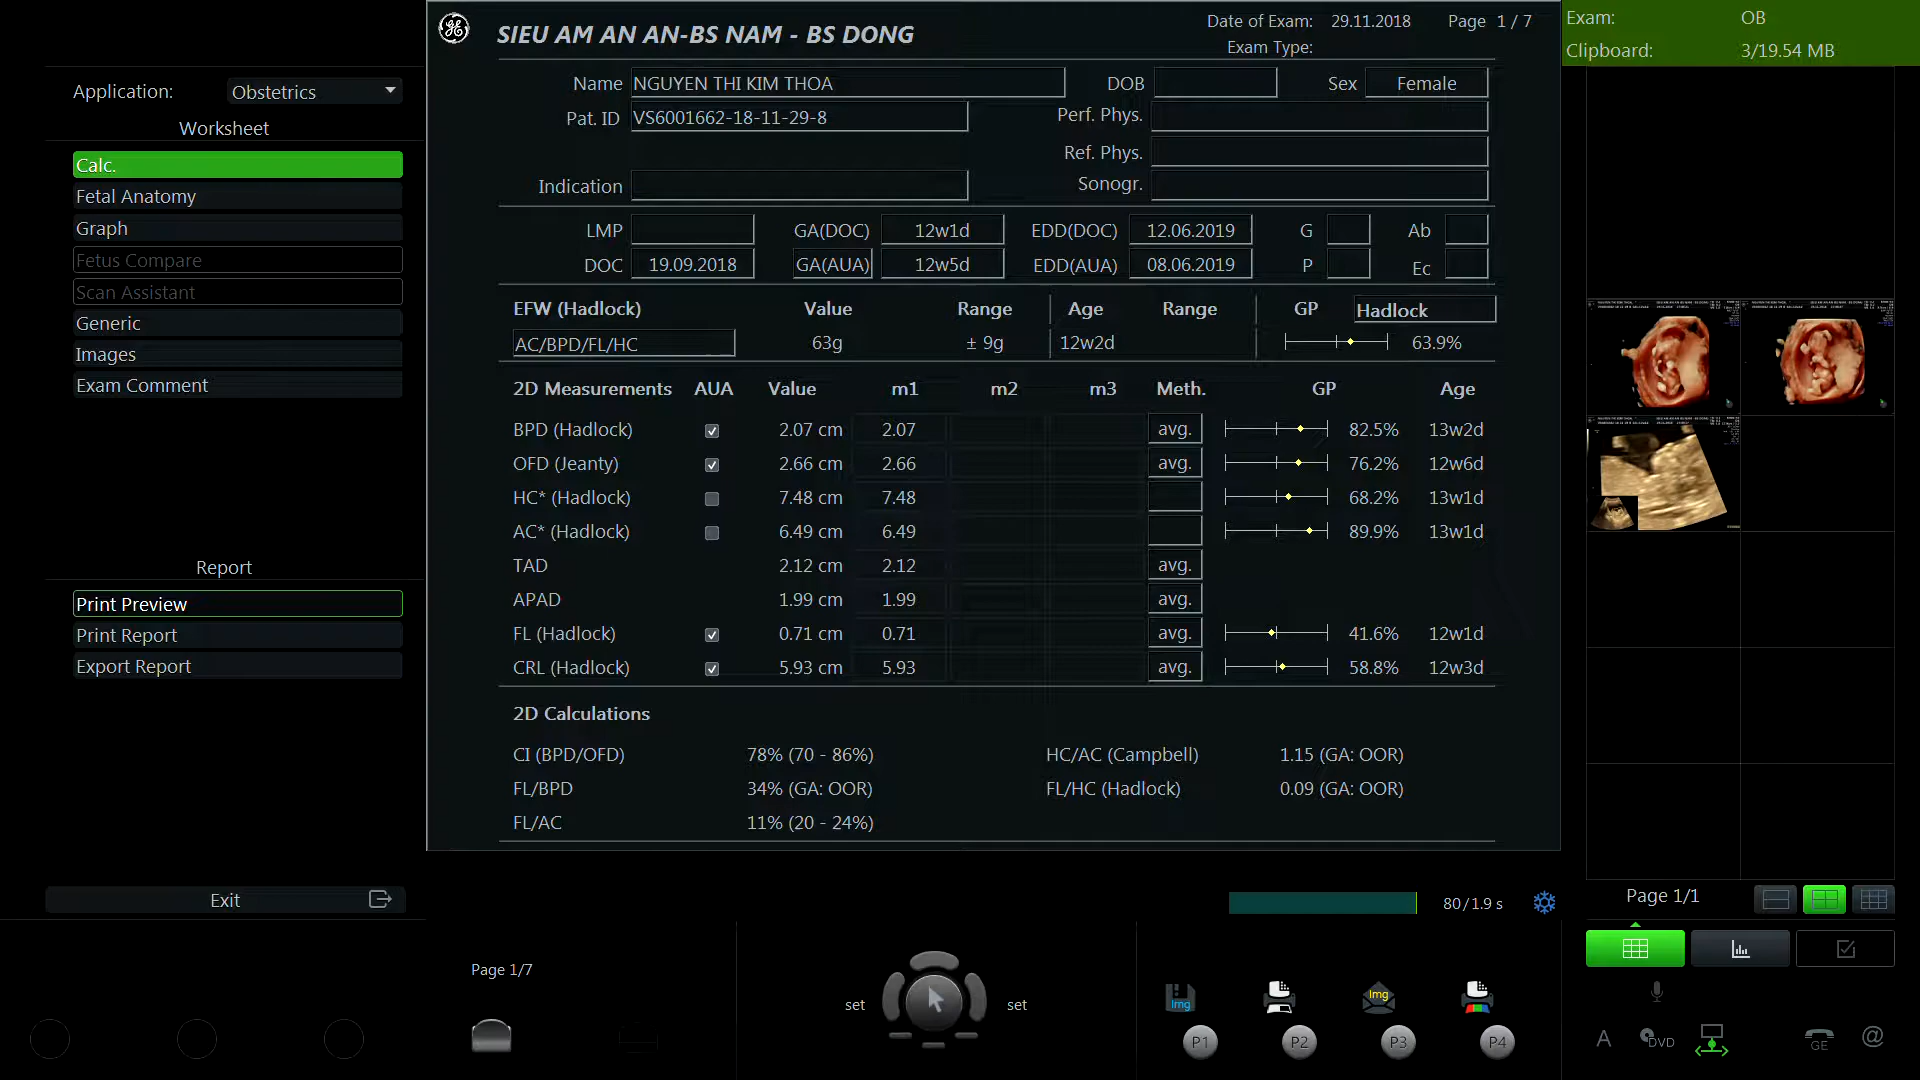 SIEU AM AN AN-BS NAM - BS DONG
Date of Exam: 29.11.2018 Page 1 / 7
Exam Type:
Exam: OB
Clipboard: 3/19.54 MB
Application: Obstetrics
Worksheet
Calc.
Fetal Anatomy
Graph
Fetus Compare
Scan Assistant
Generic
Images
Exam Comment
Report
Print Preview
Print Report
Export Report
Exit
Name NGUYEN THI KIM THOA DOB Sex Female
Pat. ID VS6001662-18-11-29-8 Perf. Phys.
Ref. Phys.
Indication Sonogr.
LMP GA(DOC) 12w1d EDD(DOC) 12.06.2019 G Ab
DOC 19.09.2018 GA(AUA) 12w5d EDD(AUA) 08.06.2019 P Ec
EFW (Hadlock) Value Range Age Range GP Hadlock
AC/BPD/FL/HC 63g ± 9g 12w2d 63.9%
2D Measurements AUA Value m1 m2 m3 Meth. GP Age
BPD (Hadlock) 2.07 cm 2.07 avg. 82.5% 13w2d
OFD (Jeanty) 2.66 cm 2.66 avg. 76.2% 12w6d
HC* (Hadlock) 7.48 cm 7.48 68.2% 13w1d
AC* (Hadlock) 6.49 cm 6.49 89.9% 13w1d
TAD 2.12 cm 2.12 avg.
APAD 1.99 cm 1.99 avg.
FL (Hadlock) 0.71 cm 0.71 avg. 41.6% 12w1d
CRL (Hadlock) 5.93 cm 5.93 avg. 58.8% 12w3d
2D Calculations
CI (BPD/OFD) 78% (70 - 86%) HC/AC (Campbell) 1.15 (GA: OOR)
FL/BPD 34% (GA: OOR) FL/HC (Hadlock) 0.09 (GA: OOR)
FL/AC 11% (20 - 24%)
80/1.9 s
Page 1/1
Page 1/7
set set
Img Img
P1 P2 P3 P4
A DVD GE @